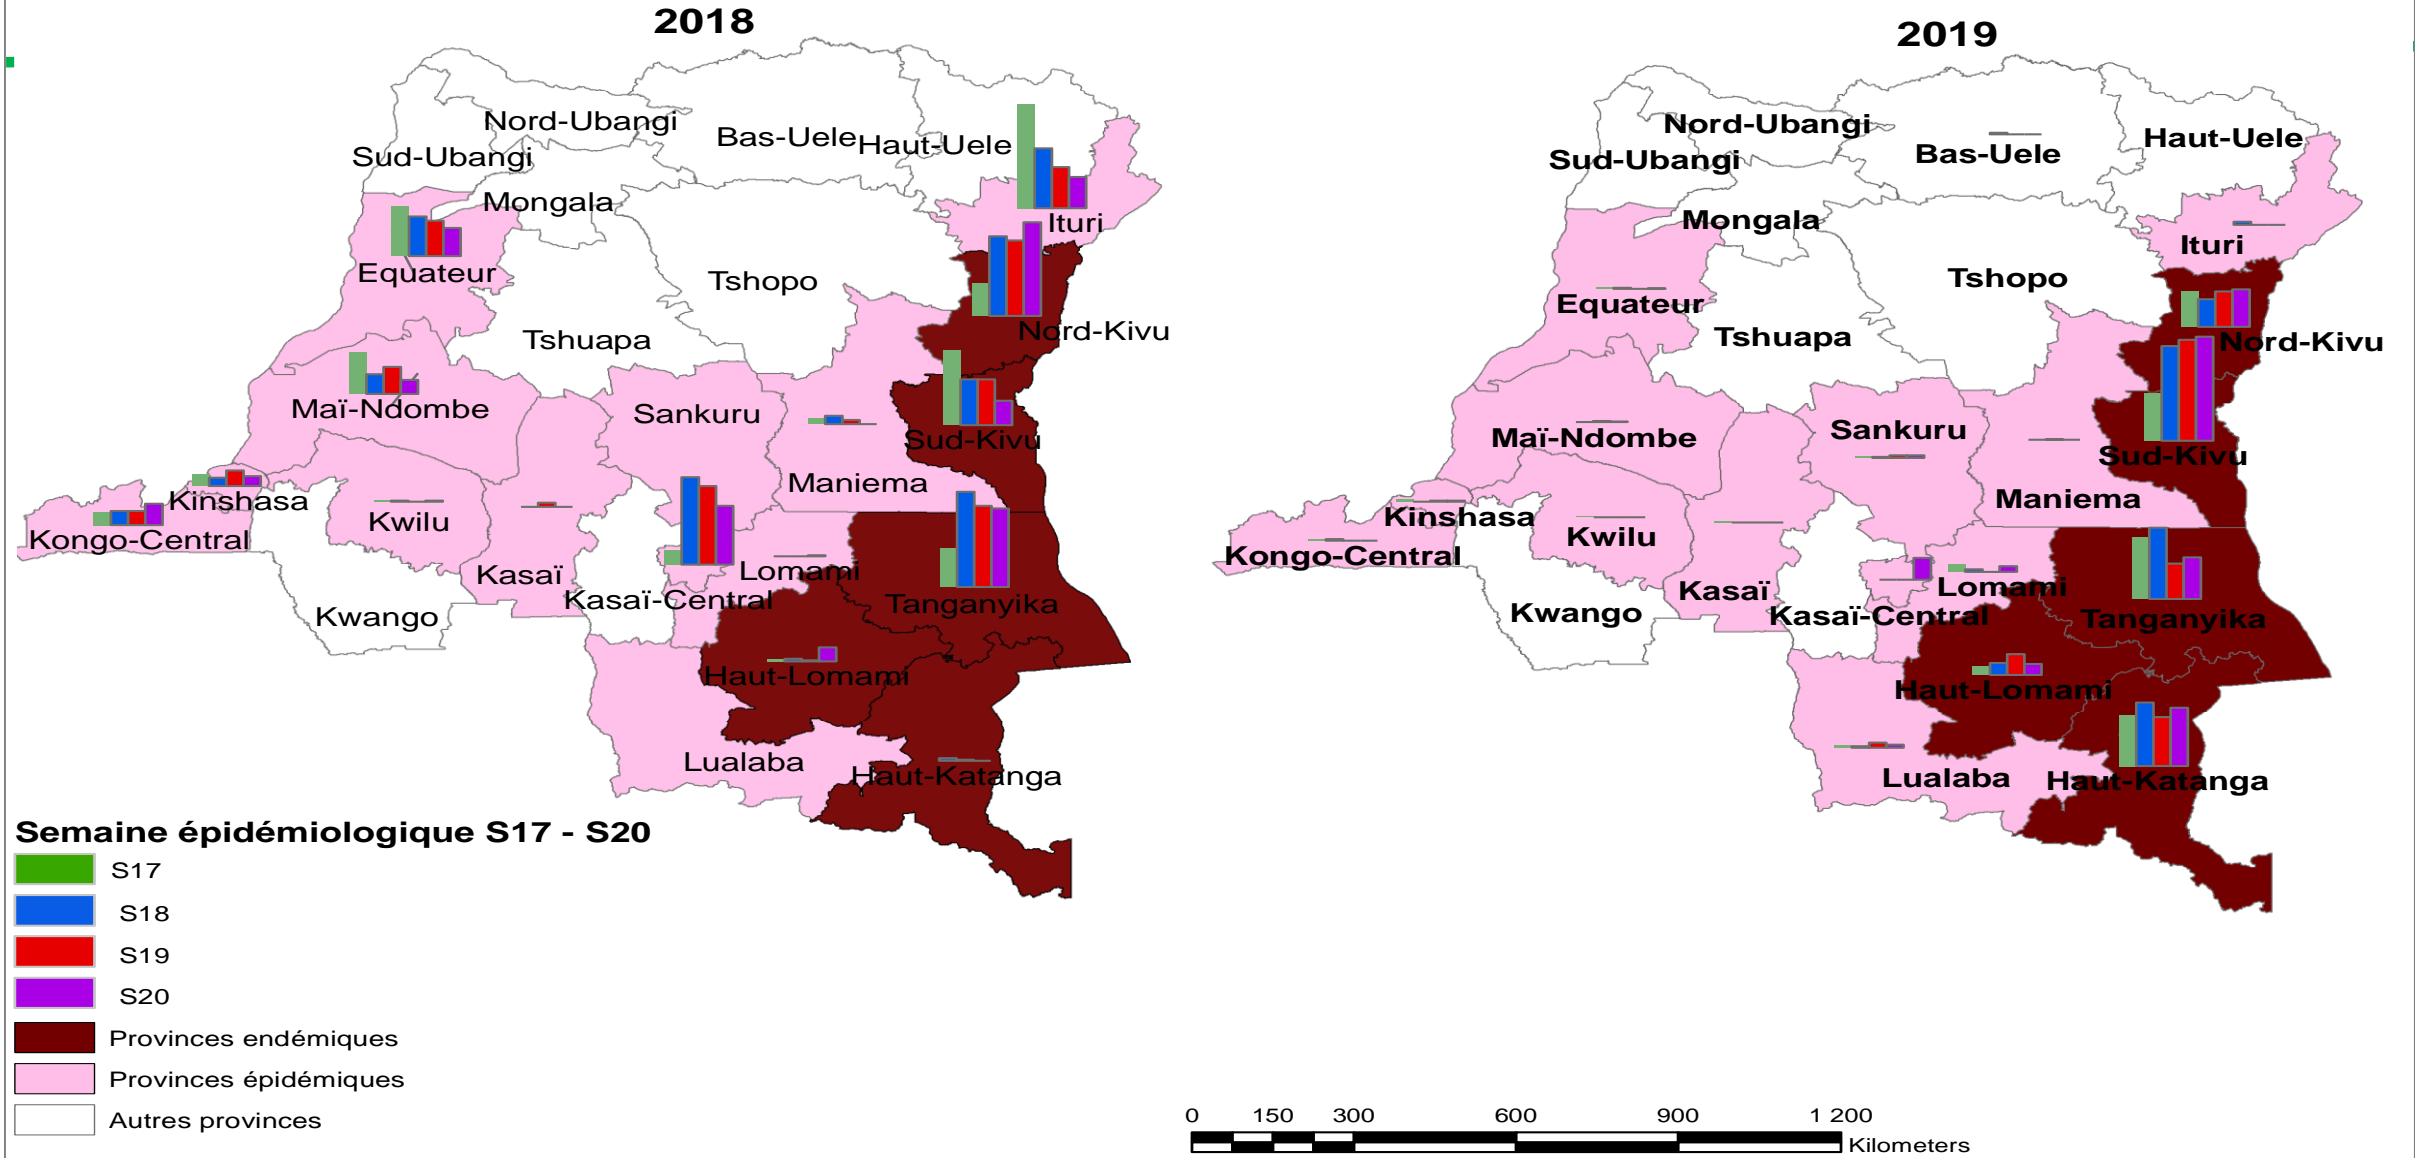 2018
Nord-Ubangi
Bas-Uele
Haut-Uele
Sud-Ubangi
Mongala
Ituri
Equateur
Tshopo
Nord-Kivu
Tshuapa
Maï-Ndombe
Sankuru
Sud-Kivu
Maniema
Kinshasa
Kwilu
Kongo-Central
Kasaï
Lomami
Kasaï-Central
Tanganyika
Kwango
Haut-Lomami
Lualaba
Haut-Katanga
2019
Nord-Ubangi
Haut-Uele
Sud-Ubangi
Bas-Uele
Mongala
Ituri
Tshopo
Equateur
Tshuapa
Nord-Kivu
Maï-Ndombe
Sankuru
Sud-Kivu
Maniema
Kinshasa
Kwilu
Kongo-Central
Kasaï
Lomami
Kwango
Kasaï-Central
Tanganyika
Haut-Lomami
Lualaba
Haut-Katanga
Semaine épidémiologique S17 - S20
S17
S18
S19
S20
Provinces endémiques
Provinces épidémiques
Autres provinces
0 150 300 600 900 1 200
Kilometers